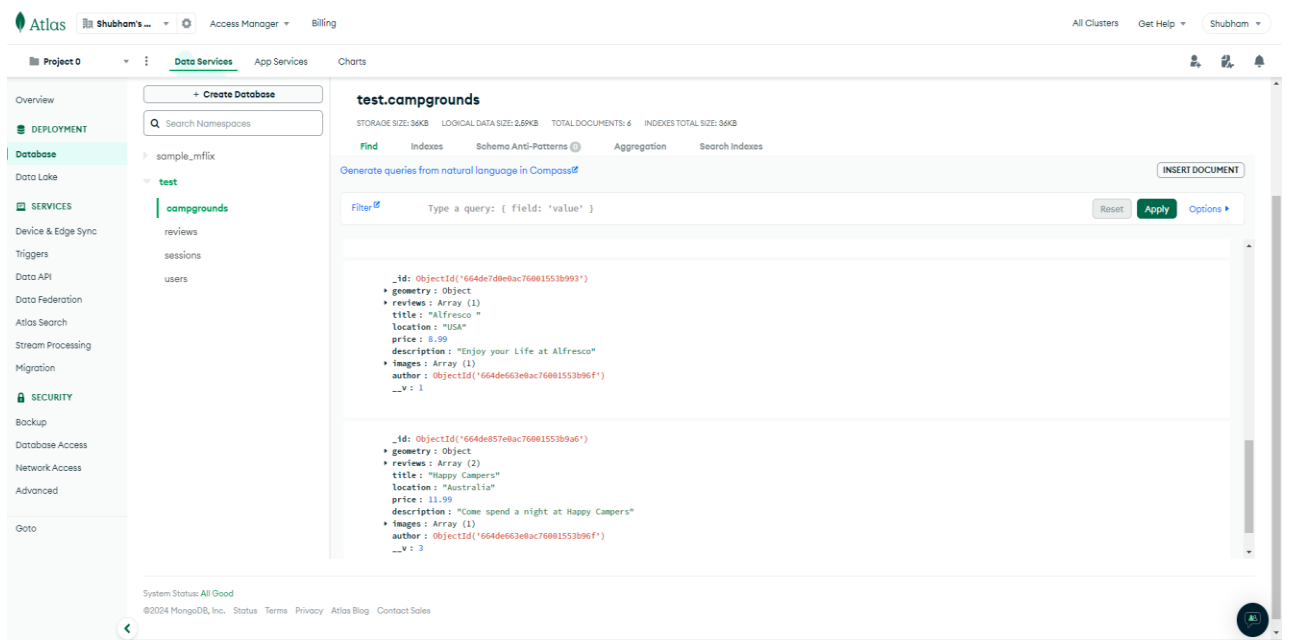 Atlas Shubham's ... Access Manager Billing All Clusters Get Help Shubham
Project 0 Data Services App Services Charts
Overview
DEPLOYMENT
Database
Data Lake
SERVICES
Device & Edge Sync
Triggers
Data API
Data Federation
Atlas Search
Stream Processing
Migration
SECURITY
Backup
Database Access
Network Access
Advanced
Goto
+ Create Database
Search Namespaces
sample_mflix
test
campgrounds
reviews
sessions
users
test.campgrounds
STORAGE SIZE: 36KB LOGICAL DATA SIZE: 2.59KB TOTAL DOCUMENTS: 6 INDEXES TOTAL SIZE: 36KB
Find Indexes Schema Anti-Patterns 0 Aggregation Search Indexes
Generate queries from natural language in Compass INSERT DOCUMENT
Filter Type a query: { field: 'value' } Reset Apply Options
_id: ObjectId('664de7d0e0ac76001553b993')
geometry : Object
reviews : Array (1)
title : "Alfresco "
location : "USA"
price : 8.99
description : "Enjoy your Life at Alfresco"
images : Array (1)
author : ObjectId('664de663e0ac76001553b96f')
__v : 1
_id: ObjectId('664de857e0ac76001553b9a6')
geometry : Object
reviews : Array (2)
title : "Happy Campers"
location : "Australia"
price : 11.99
description : "Come spend a night at Happy Campers"
images : Array (1)
author : ObjectId('664de663e0ac76001553b96f')
__v : 3
System Status: All Good
©2024 MongoDB, Inc. Status Terms Privacy Atlas Blog Contact Sales